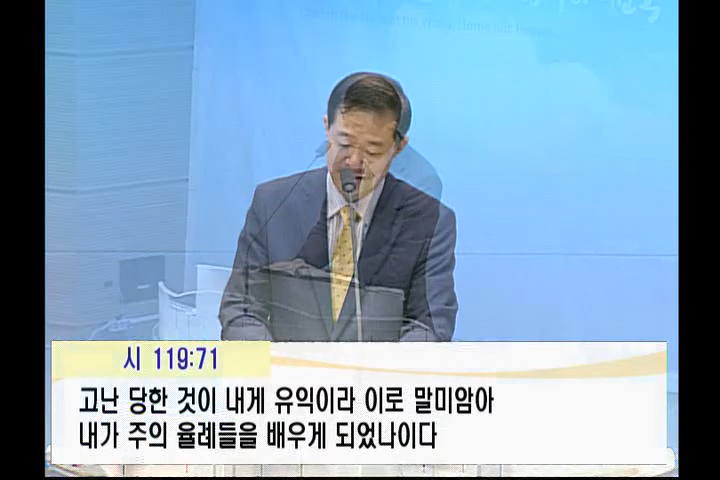 시 119:71
고난 당한 것이 내게 유익이라 이로 말미암아
내가 주의 율례들을 배우게 되었나이다